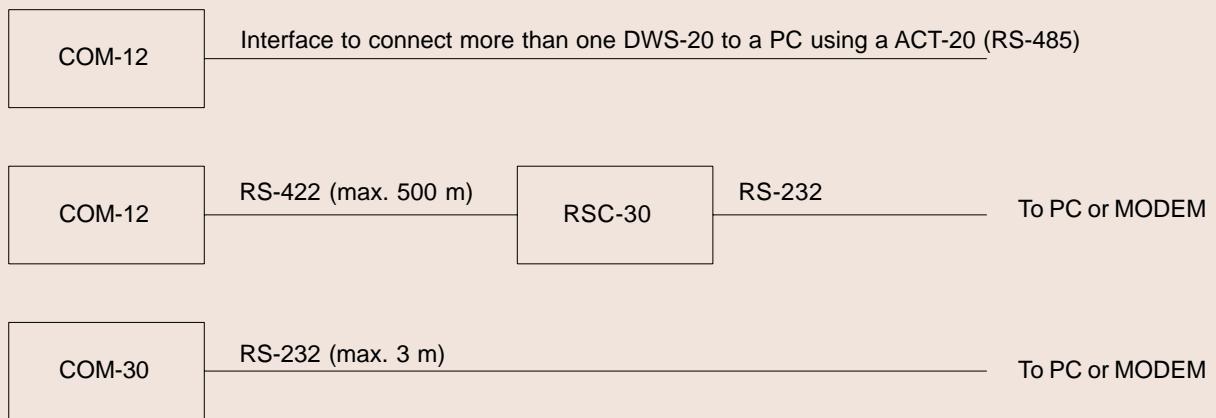 COM-12
Interface to connect more than one DWS-20 to a PC using a ACT-20 (RS-485)
COM-12
RS-422 (max. 500 m)
RSC-30
RS-232
To PC or MODEM
COM-30
RS-232 (max. 3 m)
To PC or MODEM